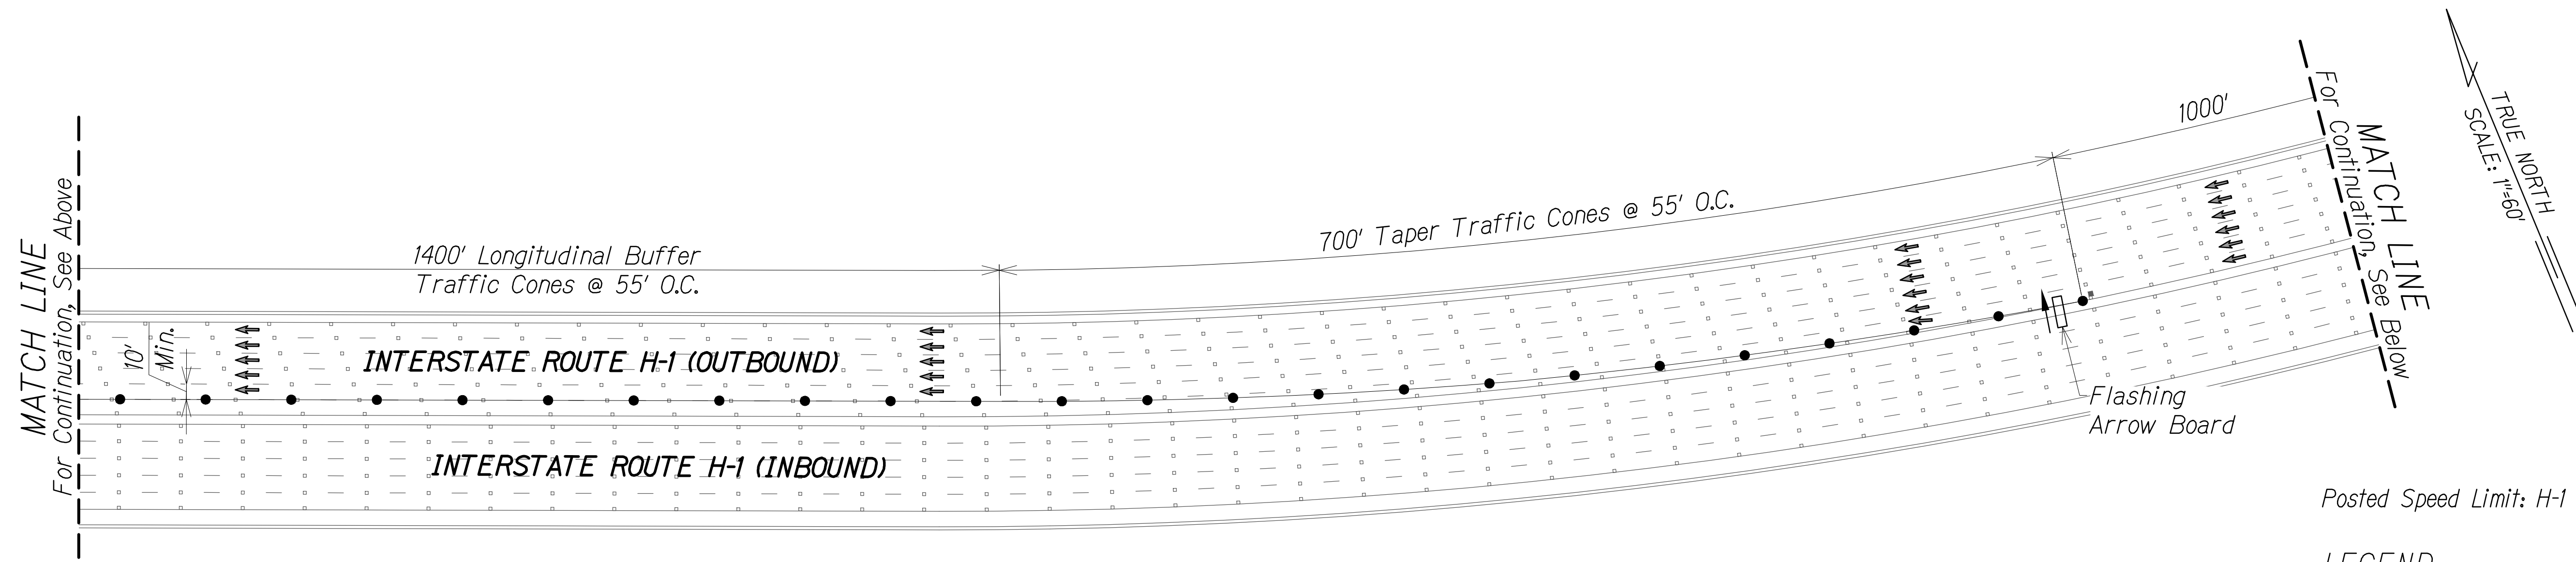 MATCH LINE
For Continuation, See Above
10'
Min.
1400' Longitudinal Buffer
Traffic Cones @ 55' O.C.
INTERSTATE ROUTE H-1 (OUTBOUND)
INTERSTATE ROUTE H-1 (INBOUND)
700' Taper Traffic Cones @ 55' O.C.
1000'
Flashing
Arrow Board
MATCH LINE
For Continuation, See Below
TRUE NORTH
SCALE: 1"=60'
Posted Speed Limit: H-1
LEGEND